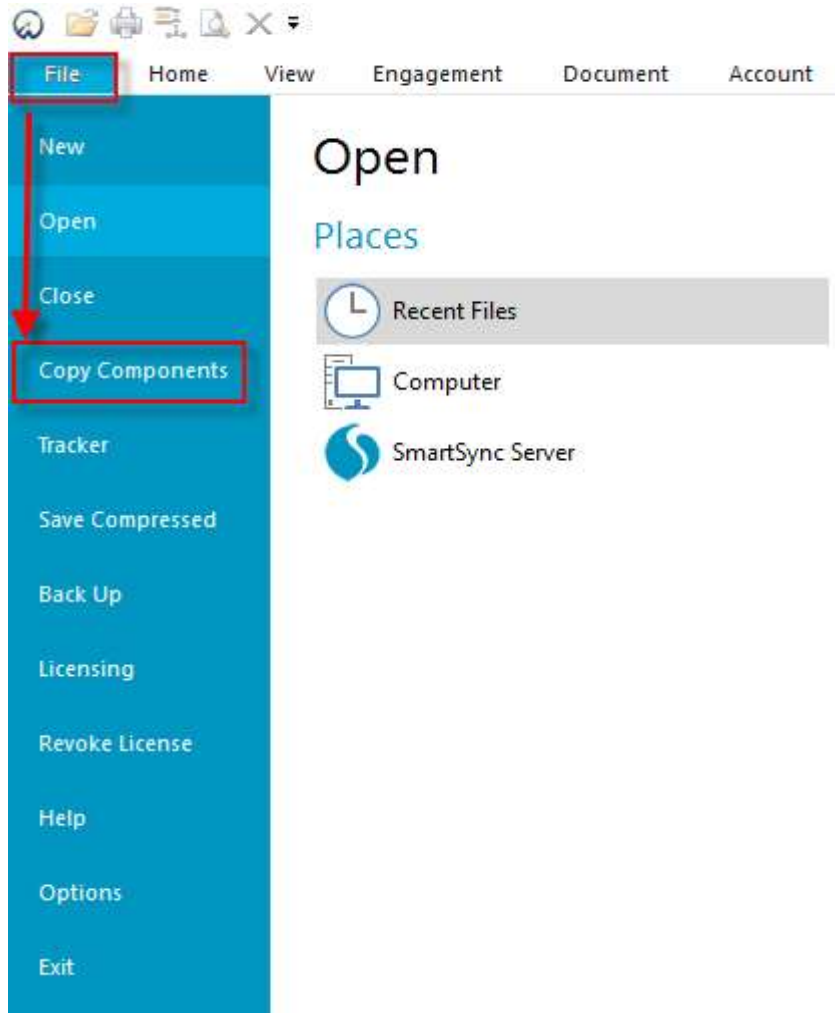 File Home View Engagement Document Account
New
Open
Close
Copy Components
Tracker
Save Compressed
Back Up
Licensing
Revoke License
Help
Options
Exit
Open
Places
Recent Files
Computer
SmartSync Server